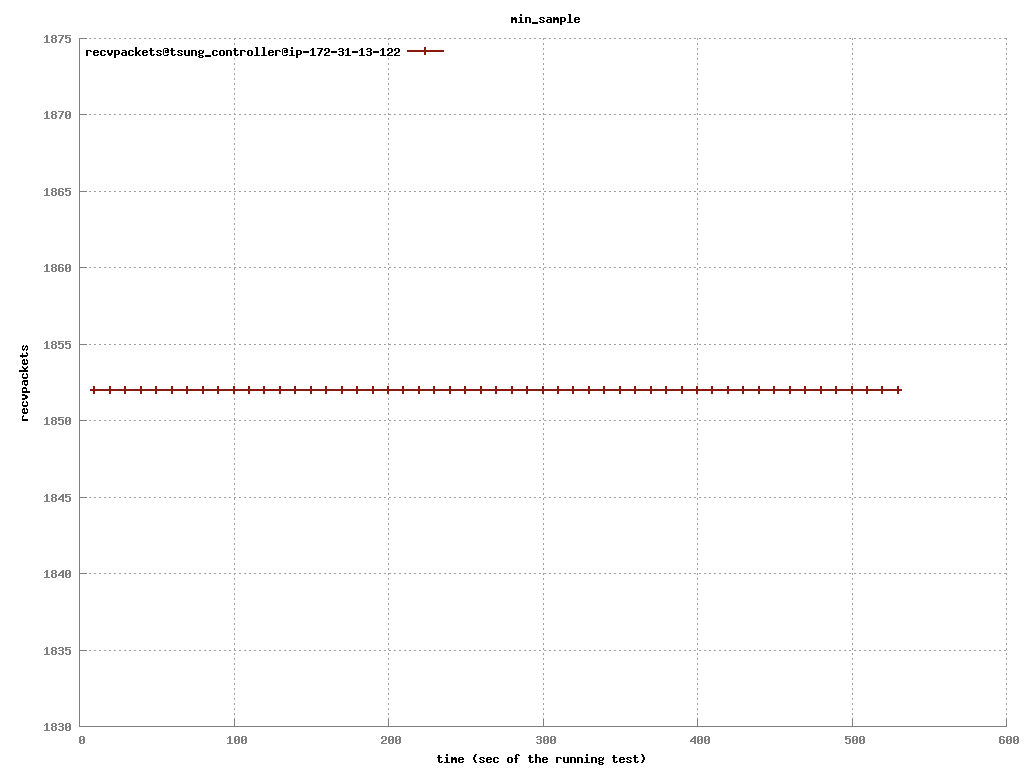 min_sample
recvpackets@tsung_controller@ip-172-31-13-122
1875
1870
1865
1860
1855
1850
1845
1840
1835
1830
recvpackets
0 100 200 300 400 500 600
time (sec of the running test)